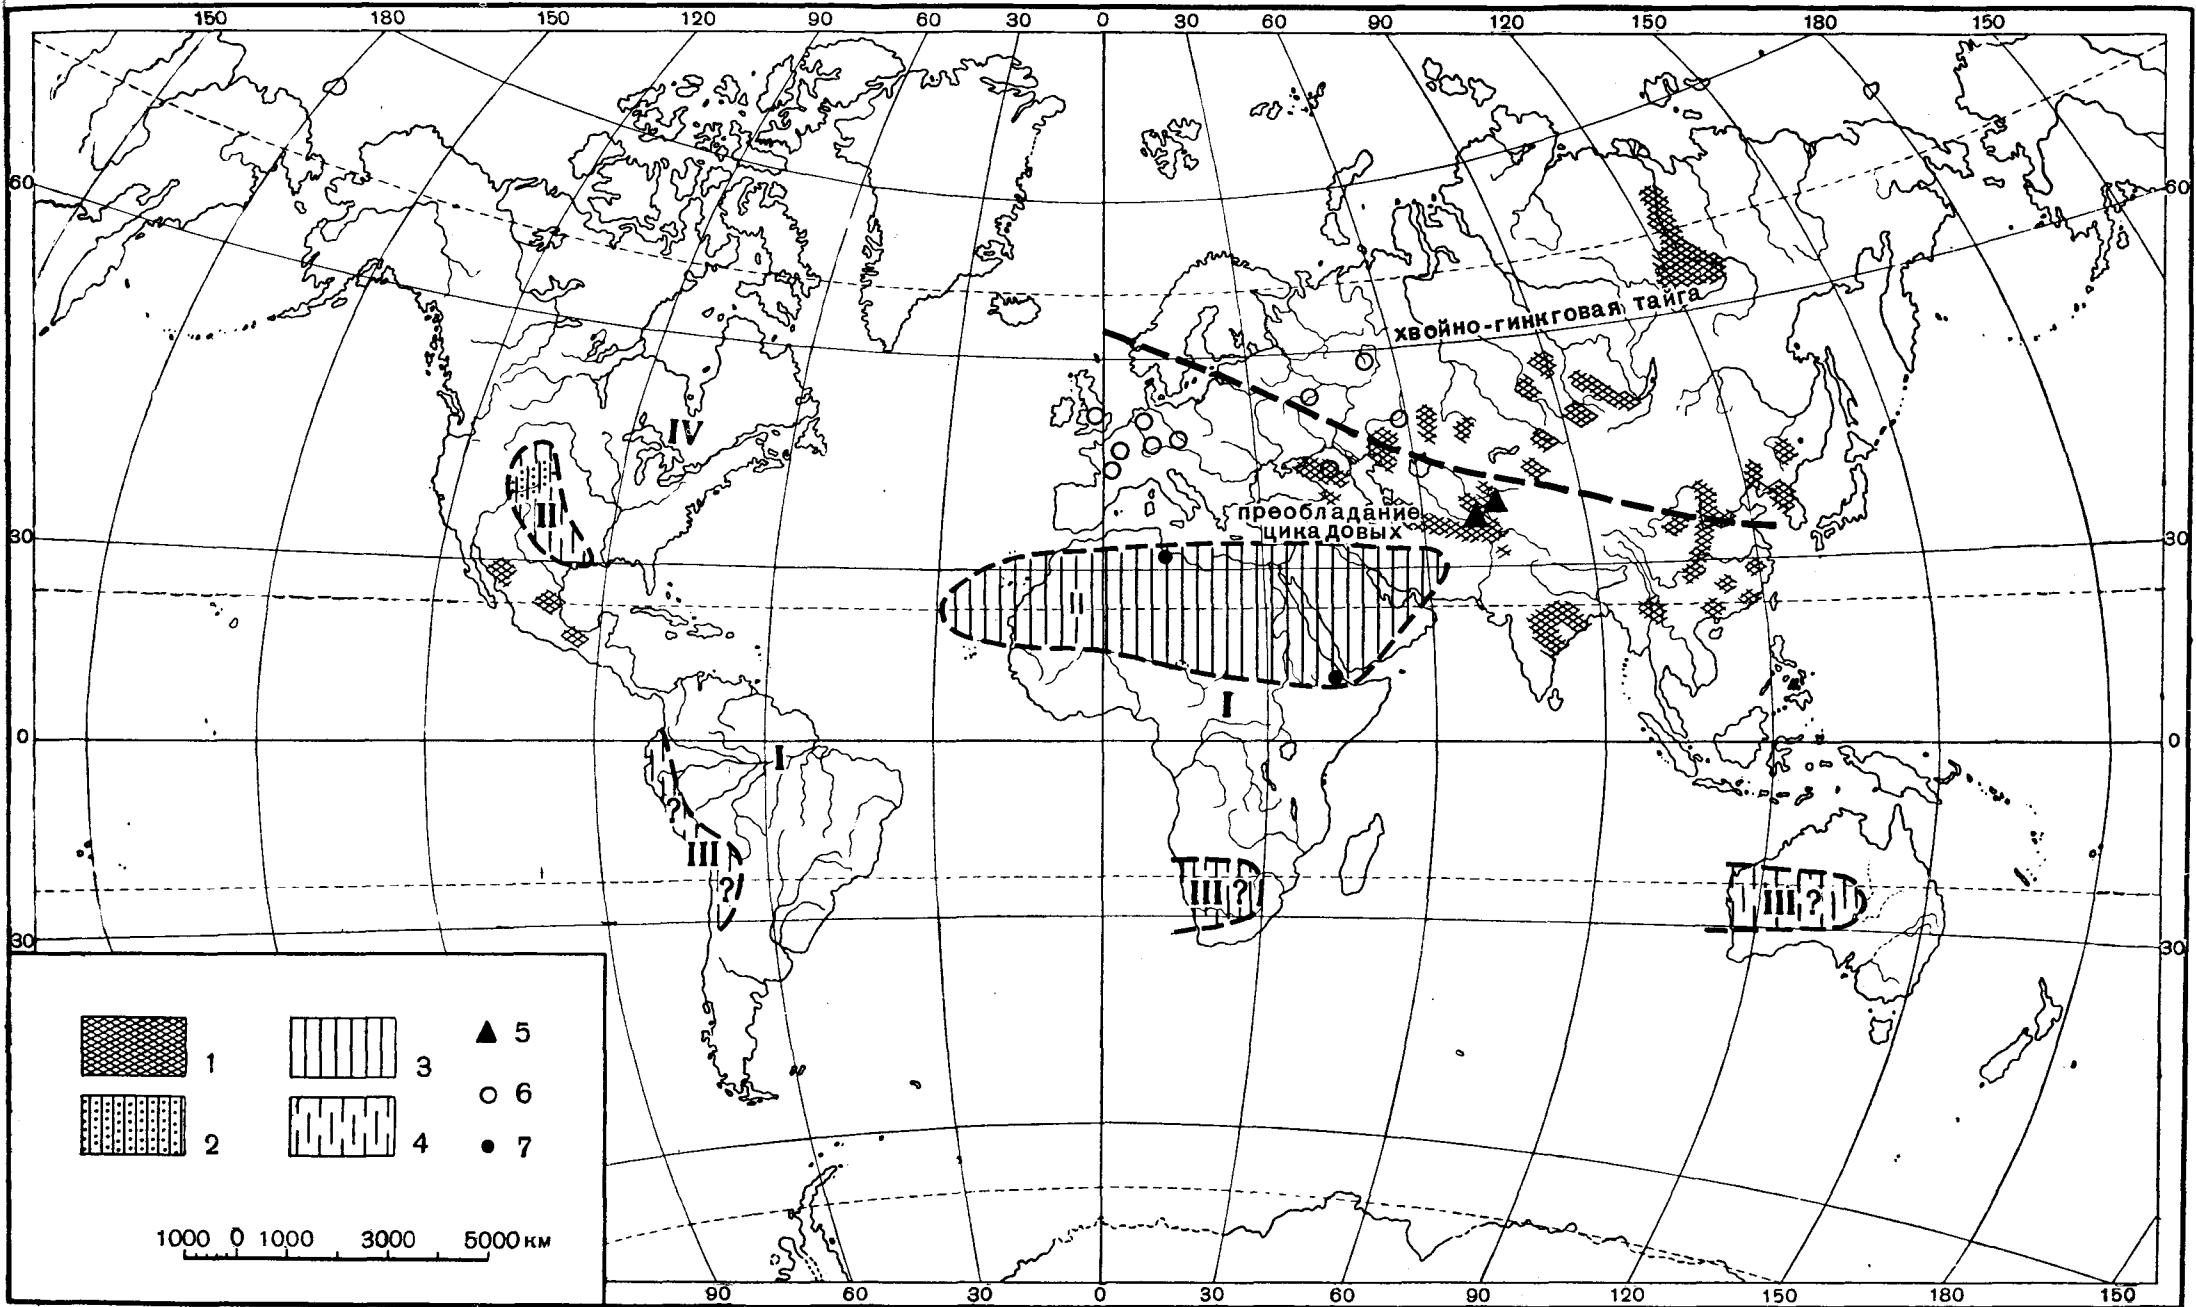 150 180 150 120 90 60 30 0 30 60 90 120 150 180 150
60 60
хвойно-гинкговая тайга
IV
II
преобладание
цикадовых
30 30
II
I
0 0
I
?
III
?
III ?
III ?
30 30
1 3 5
6
2 4 7
1000 0 1000 3000 5000 км
90 60 30 0 30 60 90 120 150 180 150